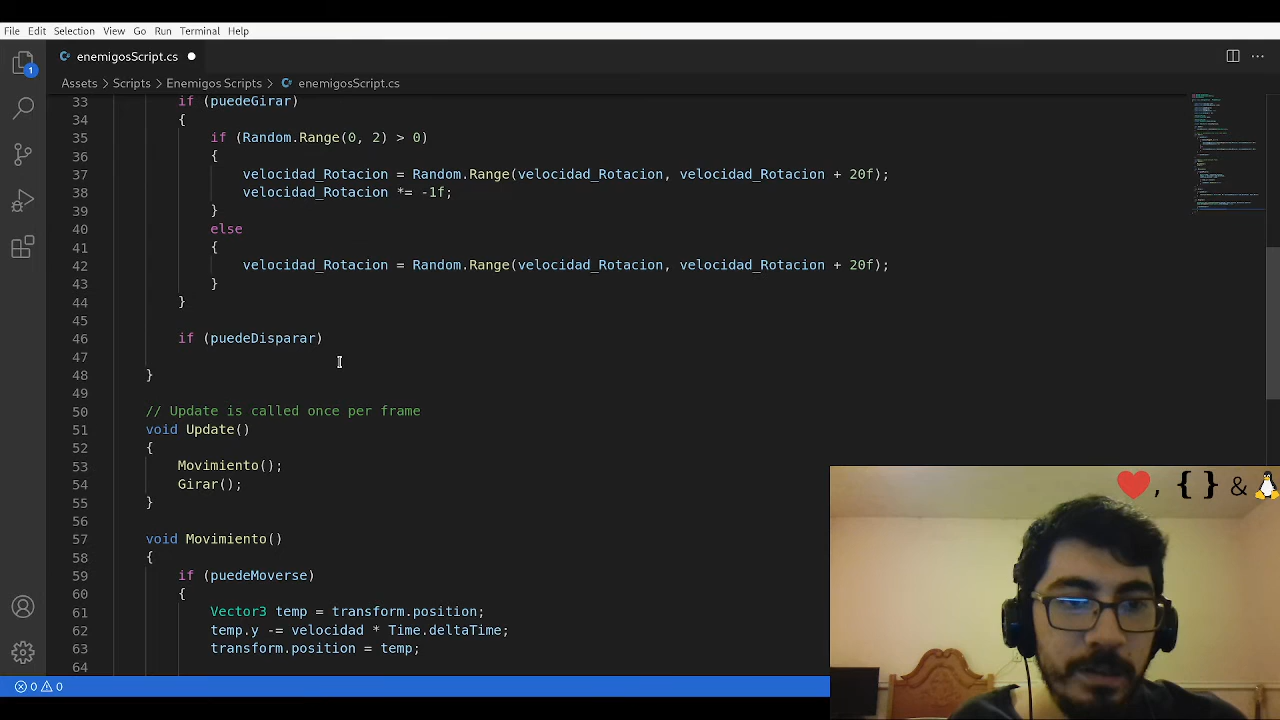 File Edit Selection View Go Run Terminal Help
enemigosScript.cs
Assets > Scripts > Enemigos Scripts > enemigosScript.cs
1
33 if (puedeGirar)
34 {
35 if (Random.Range(0, 2) > 0)
36 {
37 velocidad_Rotacion = Random.Range(velocidad_Rotacion, velocidad_Rotacion + 20f);
38 velocidad_Rotacion *= -1f;
39 }
40 else
41 {
42 velocidad_Rotacion = Random.Range(velocidad_Rotacion, velocidad_Rotacion + 20f);
43 }
44 }
45
46 if (puedeDisparar)
47
48 }
49
50 // Update is called once per frame
51 void Update()
52 {
53 Movimiento();
54 Girar();
55 }
56
57 void Movimiento()
58 {
59 if (puedeMoverse)
60 {
61 Vector3 temp = transform.position;
62 temp.y -= velocidad * Time.deltaTime;
63 transform.position = temp;
64
0 0
❤, { } &